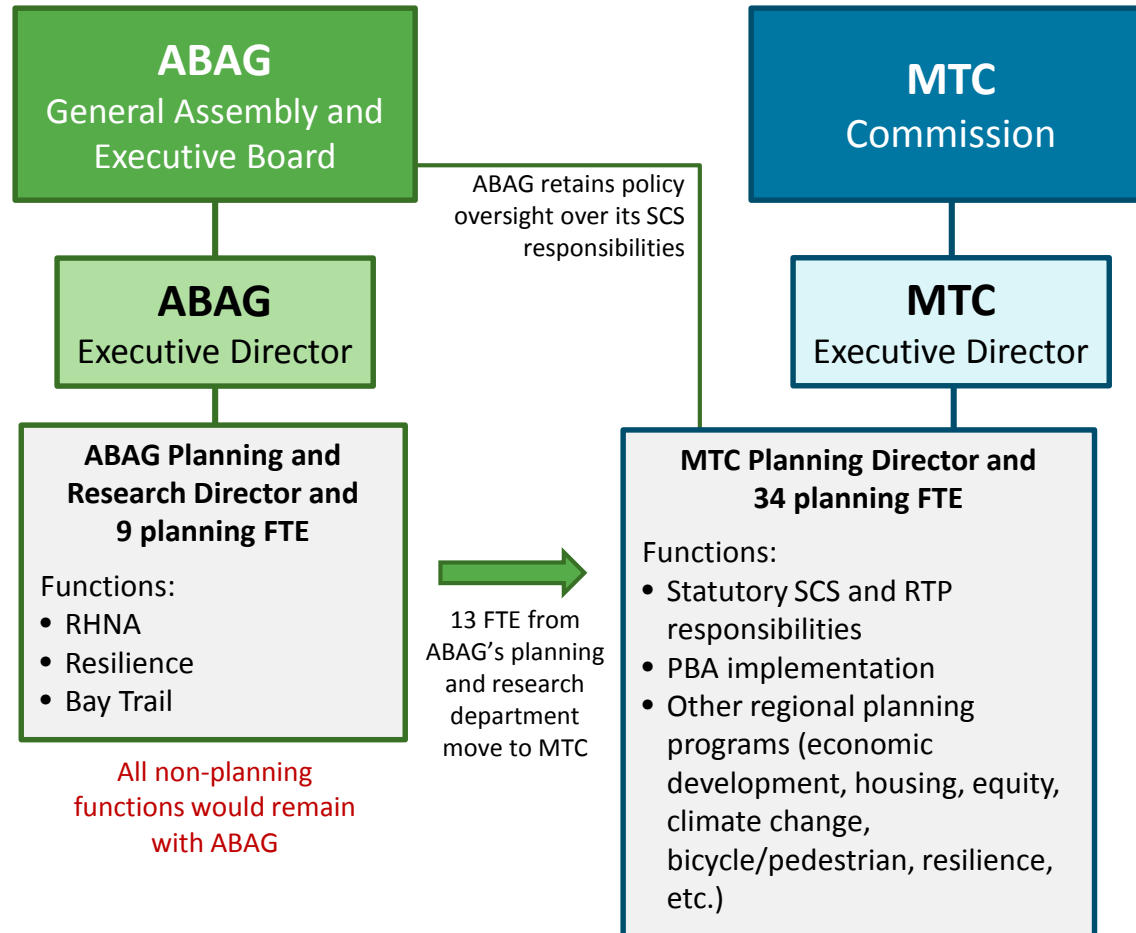 ABAG
General Assembly and
Executive Board
MTC
Commission
ABAG retains policy
oversight over its SCS
responsibilities
ABAG
Executive Director
MTC
Executive Director
ABAG Planning and
Research Director and
9 planning FTE
Functions:
• RHNA
• Resilience
• Bay Trail
All non-planning
functions would remain
with ABAG
13 FTE from
ABAG’s planning
and research
department
move to MTC
MTC Planning Director and
34 planning FTE
Functions:
• Statutory SCS and RTP
responsibilities
• PBA implementation
• Other regional planning
programs (economic
development, housing, equity,
climate change,
bicycle/pedestrian, resilience,
etc.)